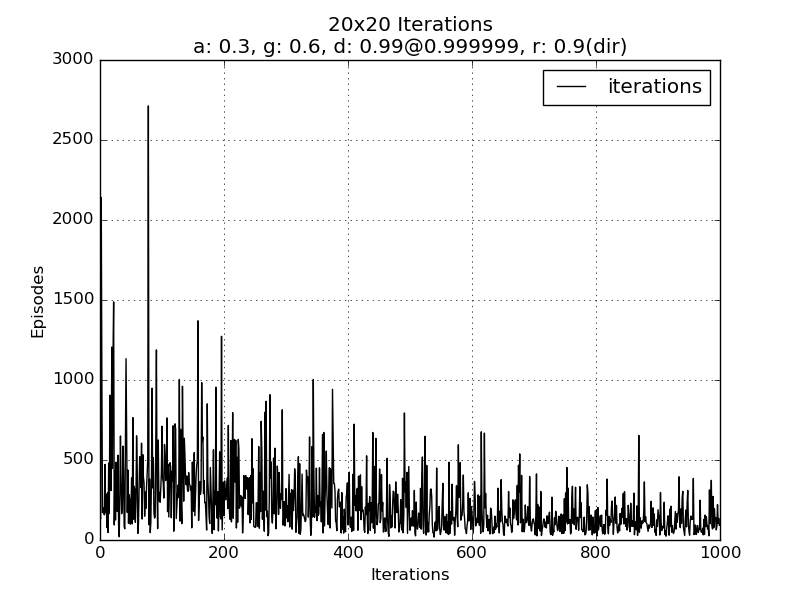 20x20 Iterations
a: 0.3, g: 0.6, d: 0.99@0.999999, r: 0.9(dir)
iterations
3000
2500
2000
1500
1000
500
0
Episodes
0 200 400 600 800 1000
Iterations